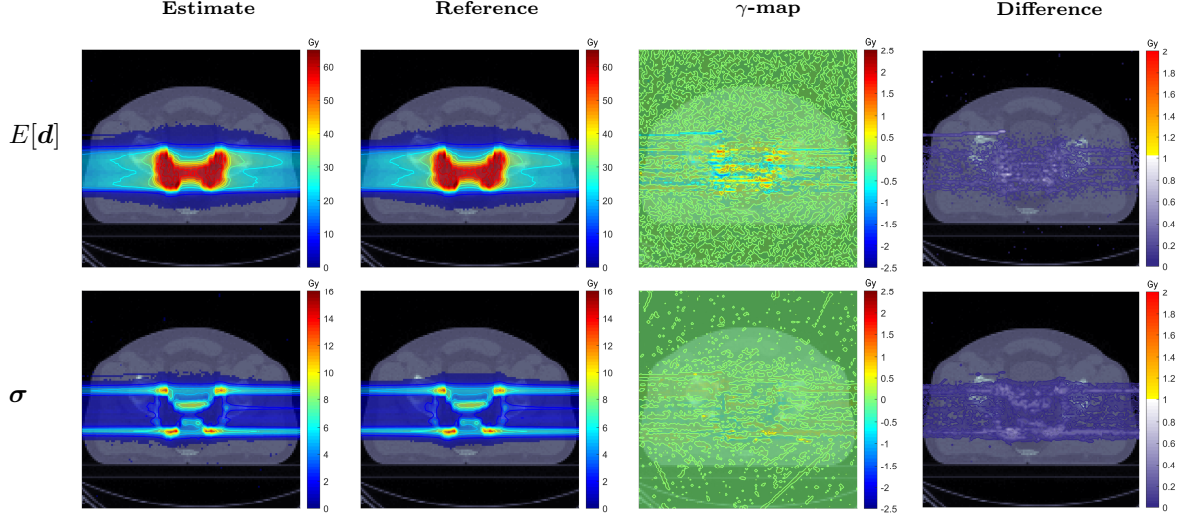 Estimate Reference γ-map Difference
E[d]
Gy Gy Gy
60 60 2.5 2
50 50 2 1.8
40 40 1.5 1.6
30 30 1 1.4
20 20 0.5 1.2
10 10 0 1
0 0 -0.5 0.8
-1 0.6
-1.5 0.4
-2 0.2
-2.5 0
σ
Gy Gy Gy
16 16 2.5 2
14 14 2 1.8
12 12 1.5 1.6
10 10 1 1.4
8 8 0.5 1.2
6 6 0 1
4 4 -0.5 0.8
2 2 -1 0.6
0 0 -1.5 0.4
-2 0.2
-2.5 0